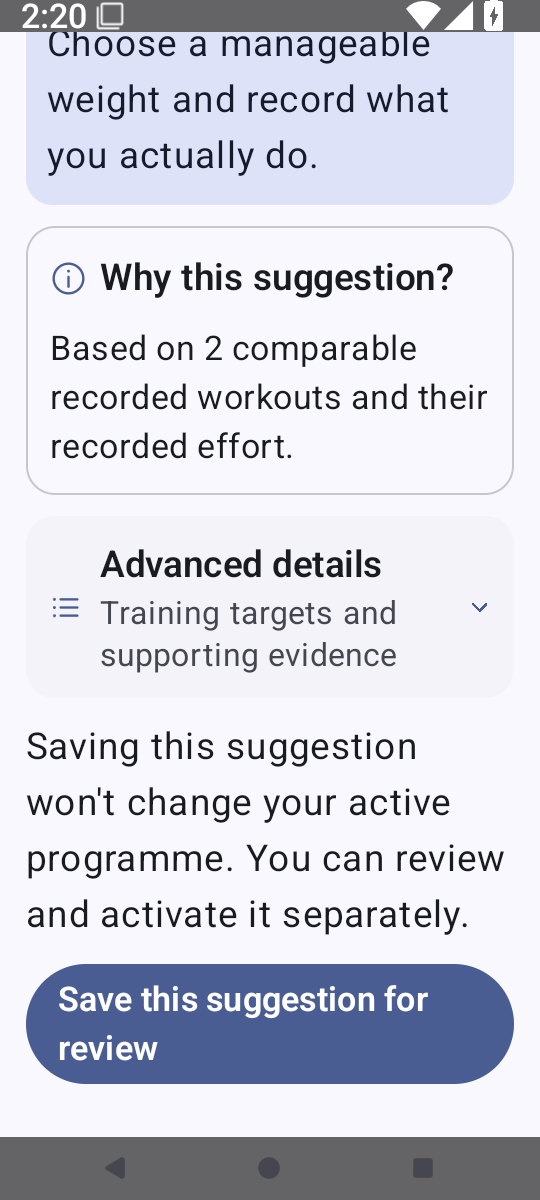 2:20
Choose a manageable
weight and record what
you actually do.
Why this suggestion?
Based on 2 comparable
recorded workouts and their
recorded effort.
Advanced details
Training targets and
supporting evidence
Saving this suggestion
won't change your active
programme. You can review
and activate it separately.
Save this suggestion for
review